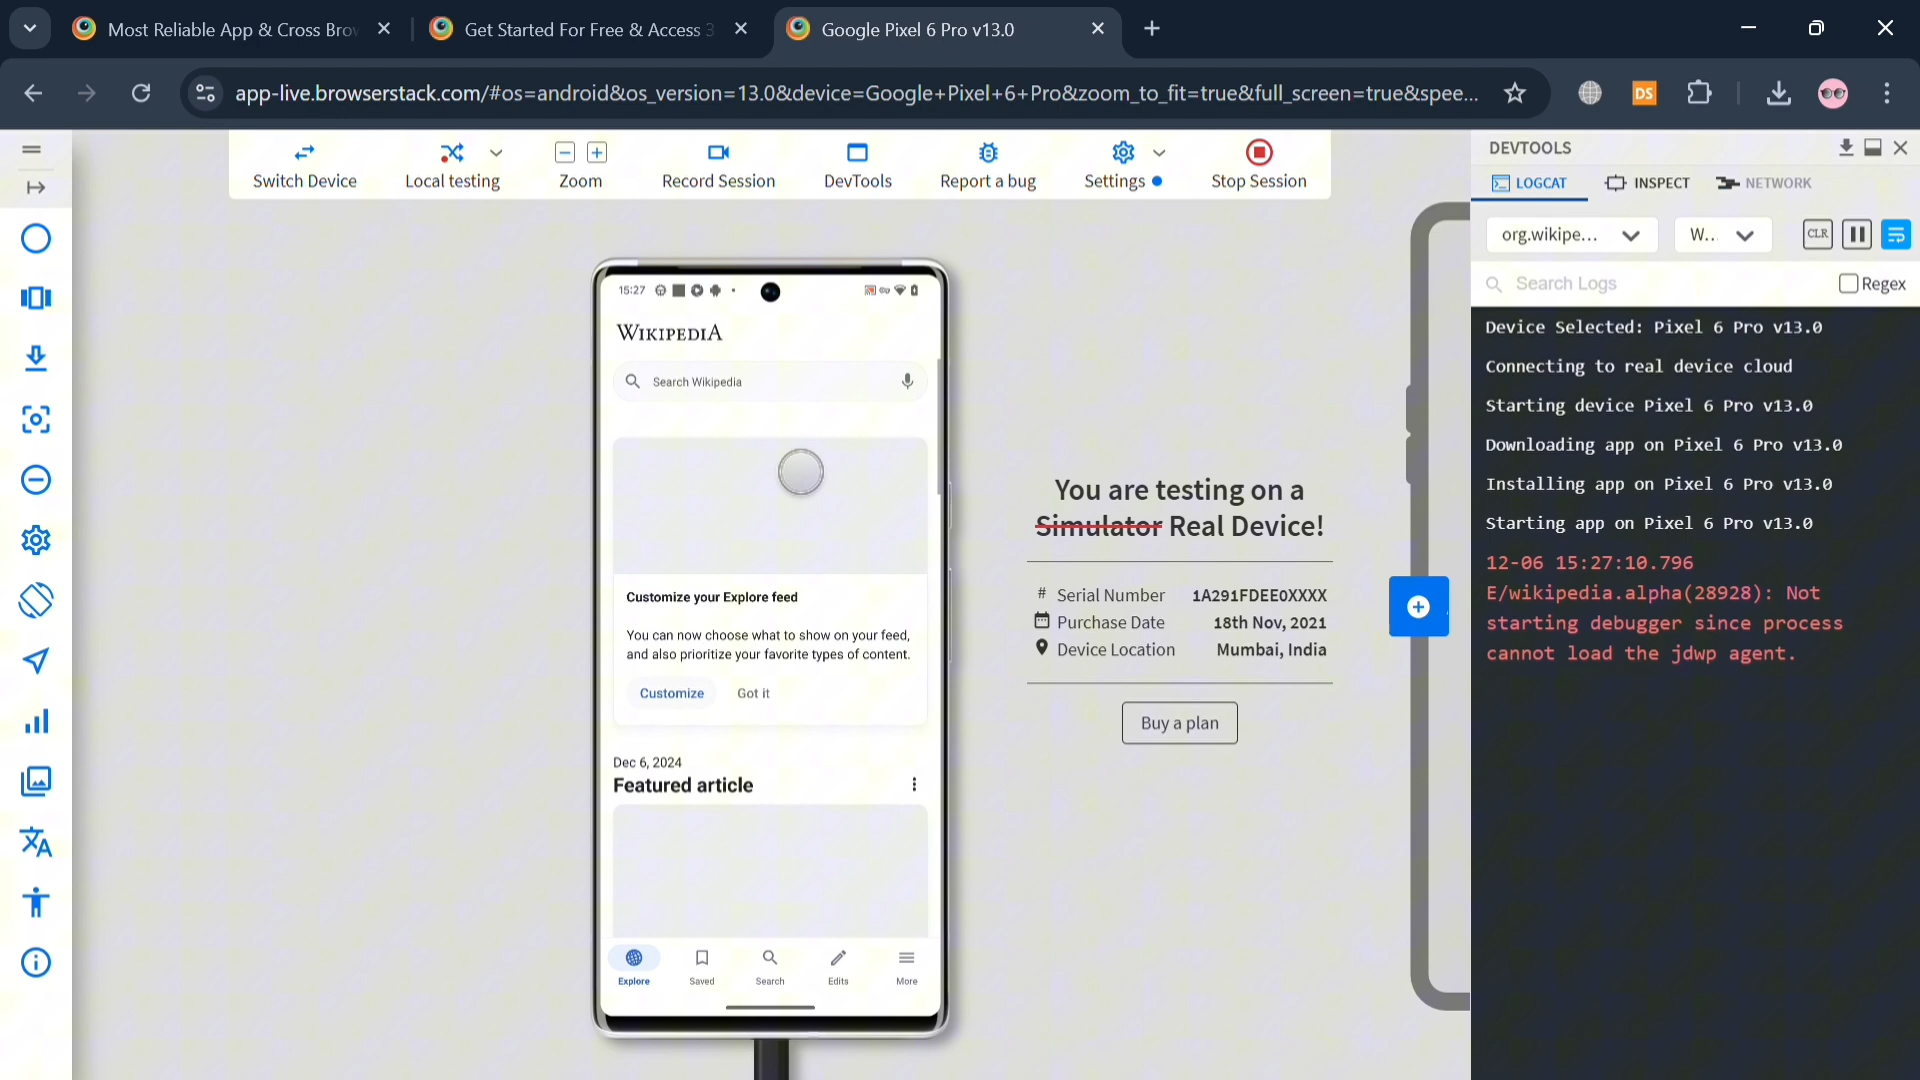 Most Reliable App & Cross Brow
Get Started For Free & Access 3
Google Pixel 6 Pro v13.0
app-live.browserstack.com/#os=android&os_version=13.0&device=Google+Pixel+6+Pro&zoom_to_fit=true&full_screen=true&spee...
DS
Switch Device
Local testing
Zoom
Record Session
DevTools
Report a bug
Settings
Stop Session
15:27
WIKIPEDIA
Search Wikipedia
Customize your Explore feed
You can now choose what to show on your feed,
and also prioritize your favorite types of content.
Customize
Got it
Dec 6, 2024
Featured article
Explore
Saved
Search
Edits
More
You are testing on a
Simulator Real Device!
# Serial Number 1A291FDEE0XXXX
Purchase Date 18th Nov, 2021
Device Location Mumbai, India
Buy a plan
DEVTOOLS
LOGCAT
INSPECT
NETWORK
org.wikipe...
W...
CLR
Search Logs
Regex
Device Selected: Pixel 6 Pro v13.0
Connecting to real device cloud
Starting device Pixel 6 Pro v13.0
Downloading app on Pixel 6 Pro v13.0
Installing app on Pixel 6 Pro v13.0
Starting app on Pixel 6 Pro v13.0
12-06 15:27:10.796
E/wikipedia.alpha(28928): Not
starting debugger since process
cannot load the jdwp agent.